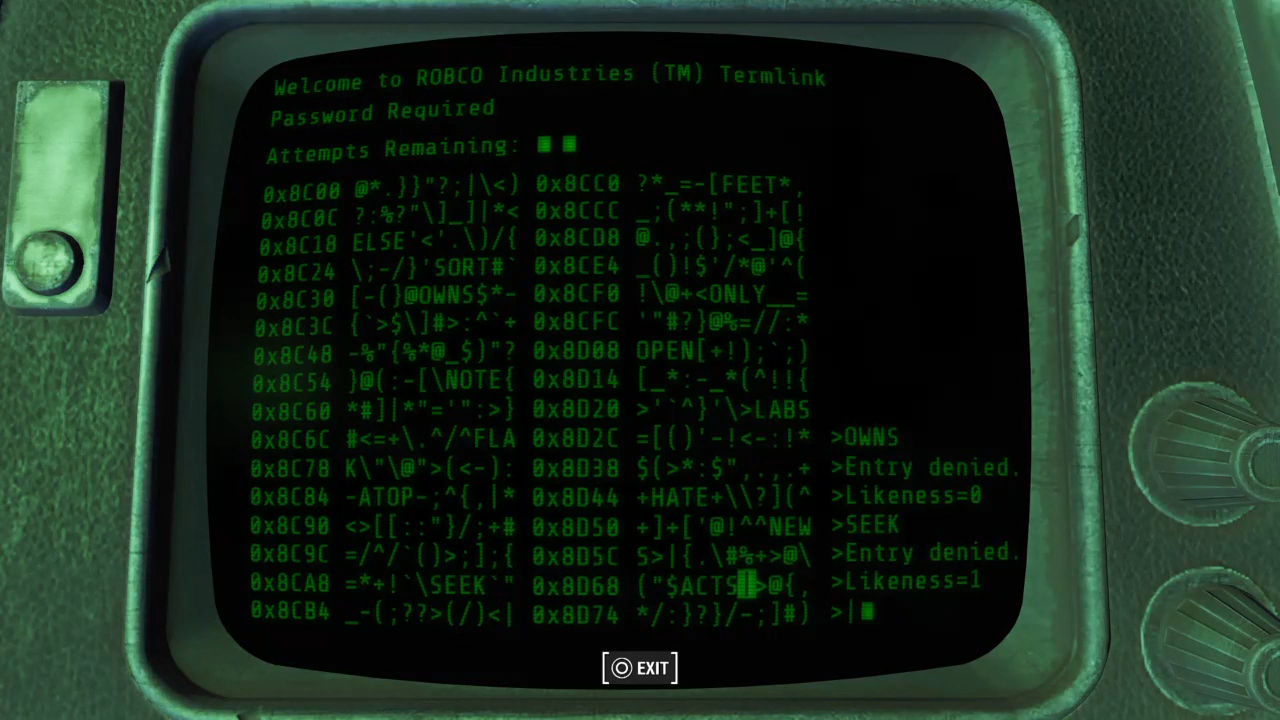 Welcome to ROBCO Industries (TM) Termlink
Password Required
Attempts Remaining: ■ ■
0x8C00 @*.}}"?;|\<) 0x8CC0 ?*_=-[FEET*,
0x8C0C ?:%?"\]_]|*< 0x8CCC _;(**!";]+[!
0x8C18 ELSE'<'.\)/{ 0x8CD8 @.,;(};<_]@{
0x8C24 \;-/}'SORT#` 0x8CE4 _()!$'/*@'^(
0x8C30 [-(}@OWNS$*- 0x8CF0 !\@+<ONLY__=
0x8C3C {`>$\]#>:^`+ 0x8CFC '"#?}@%=//:*
0x8C48 -%"{%*@_$)"? 0x8D08 OPEN[+!);`;)
0x8C54 }@(:-[\NOTE{ 0x8D14 [_*:-_*(^!!{
0x8C60 *#]|*"='":>} 0x8D20 >'`^}'\>LABS
0x8C6C #<=+\.^/^FLA 0x8D2C =[()'-!<-:!* >OWNS
0x8C78 K\"\@">(<-): 0x8D38 $(>*:$",.,.+ >Entry denied.
0x8C84 -ATOP-;^{,|* 0x8D44 +HATE+\\?](^ >Likeness=0
0x8C90 <>[[::"}/;+# 0x8D50 +]+['@!^^NEW >SEEK
0x8C9C =/^/`()>;];{ 0x8D5C S>|{.\#%+>@\ >Entry denied.
0x8CA8 =*+!`\SEEK`" 0x8D68 ("$ACTS|>@{, >Likeness=1
0x8CB4 _-(;??>(/)<| 0x8D74 */:}?}/-;]#) >|■
EXIT